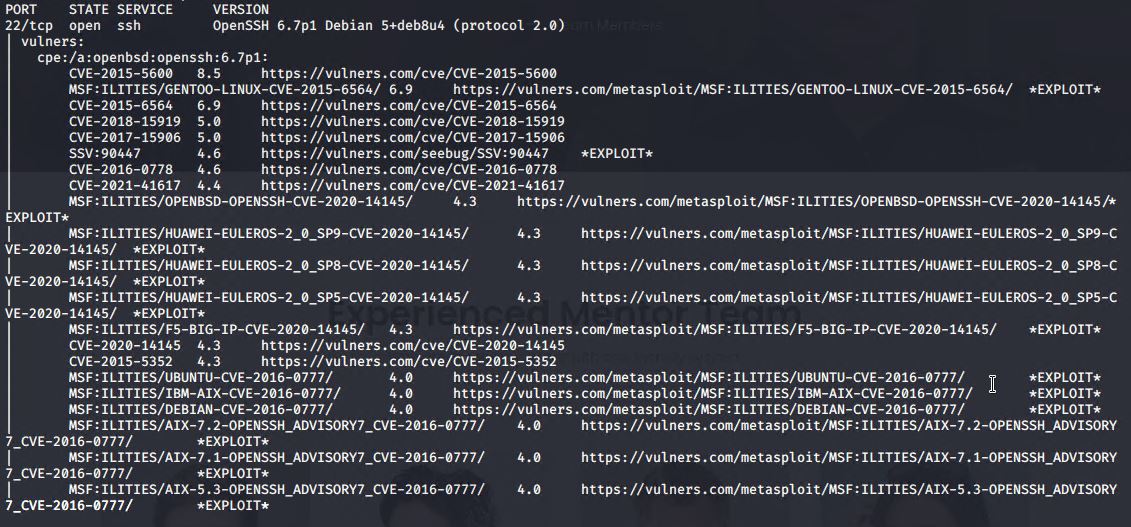 PORT STATE SERVICE VERSION
22/tcp open ssh OpenSSH 6.7p1 Debian 5+deb8u4 (protocol 2.0)
| vulners:
| cpe:/a:openbsd:openssh:6.7p1:
| CVE-2015-5600 8.5 https://vulners.com/cve/CVE-2015-5600
| MSF:ILITIES/GENTOO-LINUX-CVE-2015-6564/ 6.9 https://vulners.com/metasploit/MSF:ILITIES/GENTOO-LINUX-CVE-2015-6564/ *EXPLOIT*
| CVE-2015-6564 6.9 https://vulners.com/cve/CVE-2015-6564
| CVE-2018-15919 5.0 https://vulners.com/cve/CVE-2018-15919
| CVE-2017-15906 5.0 https://vulners.com/cve/CVE-2017-15906
| SSV:90447 4.6 https://vulners.com/seebug/SSV:90447 *EXPLOIT*
| CVE-2016-0778 4.6 https://vulners.com/cve/CVE-2016-0778
| CVE-2021-41617 4.4 https://vulners.com/cve/CVE-2021-41617
| MSF:ILITIES/OPENBSD-OPENSSH-CVE-2020-14145/ 4.3 https://vulners.com/metasploit/MSF:ILITIES/OPENBSD-OPENSSH-CVE-2020-14145/*
EXPLOIT*
| MSF:ILITIES/HUAWEI-EULEROS-2_0_SP9-CVE-2020-14145/ 4.3 https://vulners.com/metasploit/MSF:ILITIES/HUAWEI-EULEROS-2_0_SP9-C
VE-2020-14145/ *EXPLOIT*
| MSF:ILITIES/HUAWEI-EULEROS-2_0_SP8-CVE-2020-14145/ 4.3 https://vulners.com/metasploit/MSF:ILITIES/HUAWEI-EULEROS-2_0_SP8-C
VE-2020-14145/ *EXPLOIT*
| MSF:ILITIES/HUAWEI-EULEROS-2_0_SP5-CVE-2020-14145/ 4.3 https://vulners.com/metasploit/MSF:ILITIES/HUAWEI-EULEROS-2_0_SP5-C
VE-2020-14145/ *EXPLOIT*
Experienced Mentor Team
| MSF:ILITIES/F5-BIG-IP-CVE-2020-14145/ 4.3 https://vulners.com/metasploit/MSF:ILITIES/F5-BIG-IP-CVE-2020-14145/ *EXPLOIT*
| CVE-2020-14145 4.3 https://vulners.com/cve/CVE-2020-14145
| CVE-2015-5352 4.3 https://vulners.com/cve/CVE-2015-5352
| MSF:ILITIES/UBUNTU-CVE-2016-0777/ 4.0 https://vulners.com/metasploit/MSF:ILITIES/UBUNTU-CVE-2016-0777/ *EXPLOIT*
| MSF:ILITIES/IBM-AIX-CVE-2016-0777/ 4.0 https://vulners.com/metasploit/MSF:ILITIES/IBM-AIX-CVE-2016-0777/ *EXPLOIT*
| MSF:ILITIES/DEBIAN-CVE-2016-0777/ 4.0 https://vulners.com/metasploit/MSF:ILITIES/DEBIAN-CVE-2016-0777/ *EXPLOIT*
| MSF:ILITIES/AIX-7.2-OPENSSH_ADVISORY7_CVE-2016-0777/ 4.0 https://vulners.com/metasploit/MSF:ILITIES/AIX-7.2-OPENSSH_ADVISORY
7_CVE-2016-0777/ *EXPLOIT*
| MSF:ILITIES/AIX-7.1-OPENSSH_ADVISORY7_CVE-2016-0777/ 4.0 https://vulners.com/metasploit/MSF:ILITIES/AIX-7.1-OPENSSH_ADVISORY
7_CVE-2016-0777/ *EXPLOIT*
| MSF:ILITIES/AIX-5.3-OPENSSH_ADVISORY7_CVE-2016-0777/ 4.0 https://vulners.com/metasploit/MSF:ILITIES/AIX-5.3-OPENSSH_ADVISORY
7_CVE-2016-0777/ *EXPLOIT*